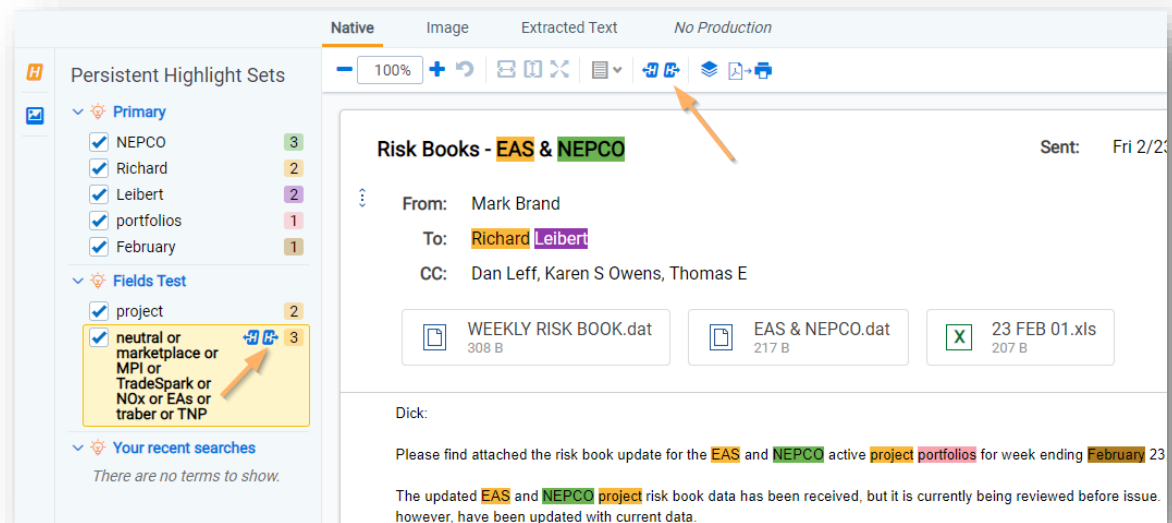 Native Image Extracted Text No Production
Persistent Highlight Sets
100%
Primary
NEPCO 3
Richard 2
Leibert 2
portfolios 1
February 1
Fields Test
project 2
neutral or 3
marketplace or
MPI or
TradeSpark or
NOx or EAs or
traber or TNP
Your recent searches
There are no terms to show.
Risk Books - EAS & NEPCO
Sent: Fri 2/23
From: Mark Brand
To: Richard Leibert
CC: Dan Leff, Karen S Owens, Thomas E
WEEKLY RISK BOOK.dat
308 B
EAS & NEPCO.dat
217 B
X
23 FEB 01.xls
207 B
Dick:
Please find attached the risk book update for the EAS and NEPCO active project portfolios for week ending February 23
The updated EAS and NEPCO project risk book data has been received, but it is currently being reviewed before issue.
however, have been updated with current data.